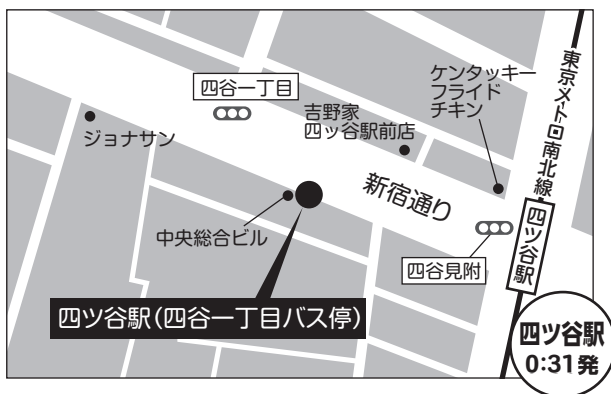 四谷一丁目
ジョナサン
吉野家
四ッ谷駅前店
ケンタッキー
フライド
チキン
東京メトロ南北線
新宿通り
四ツ谷駅
中央総合ビル
四谷見附
四ツ谷駅(四谷一丁目バス停)
四ツ谷駅
0:31発